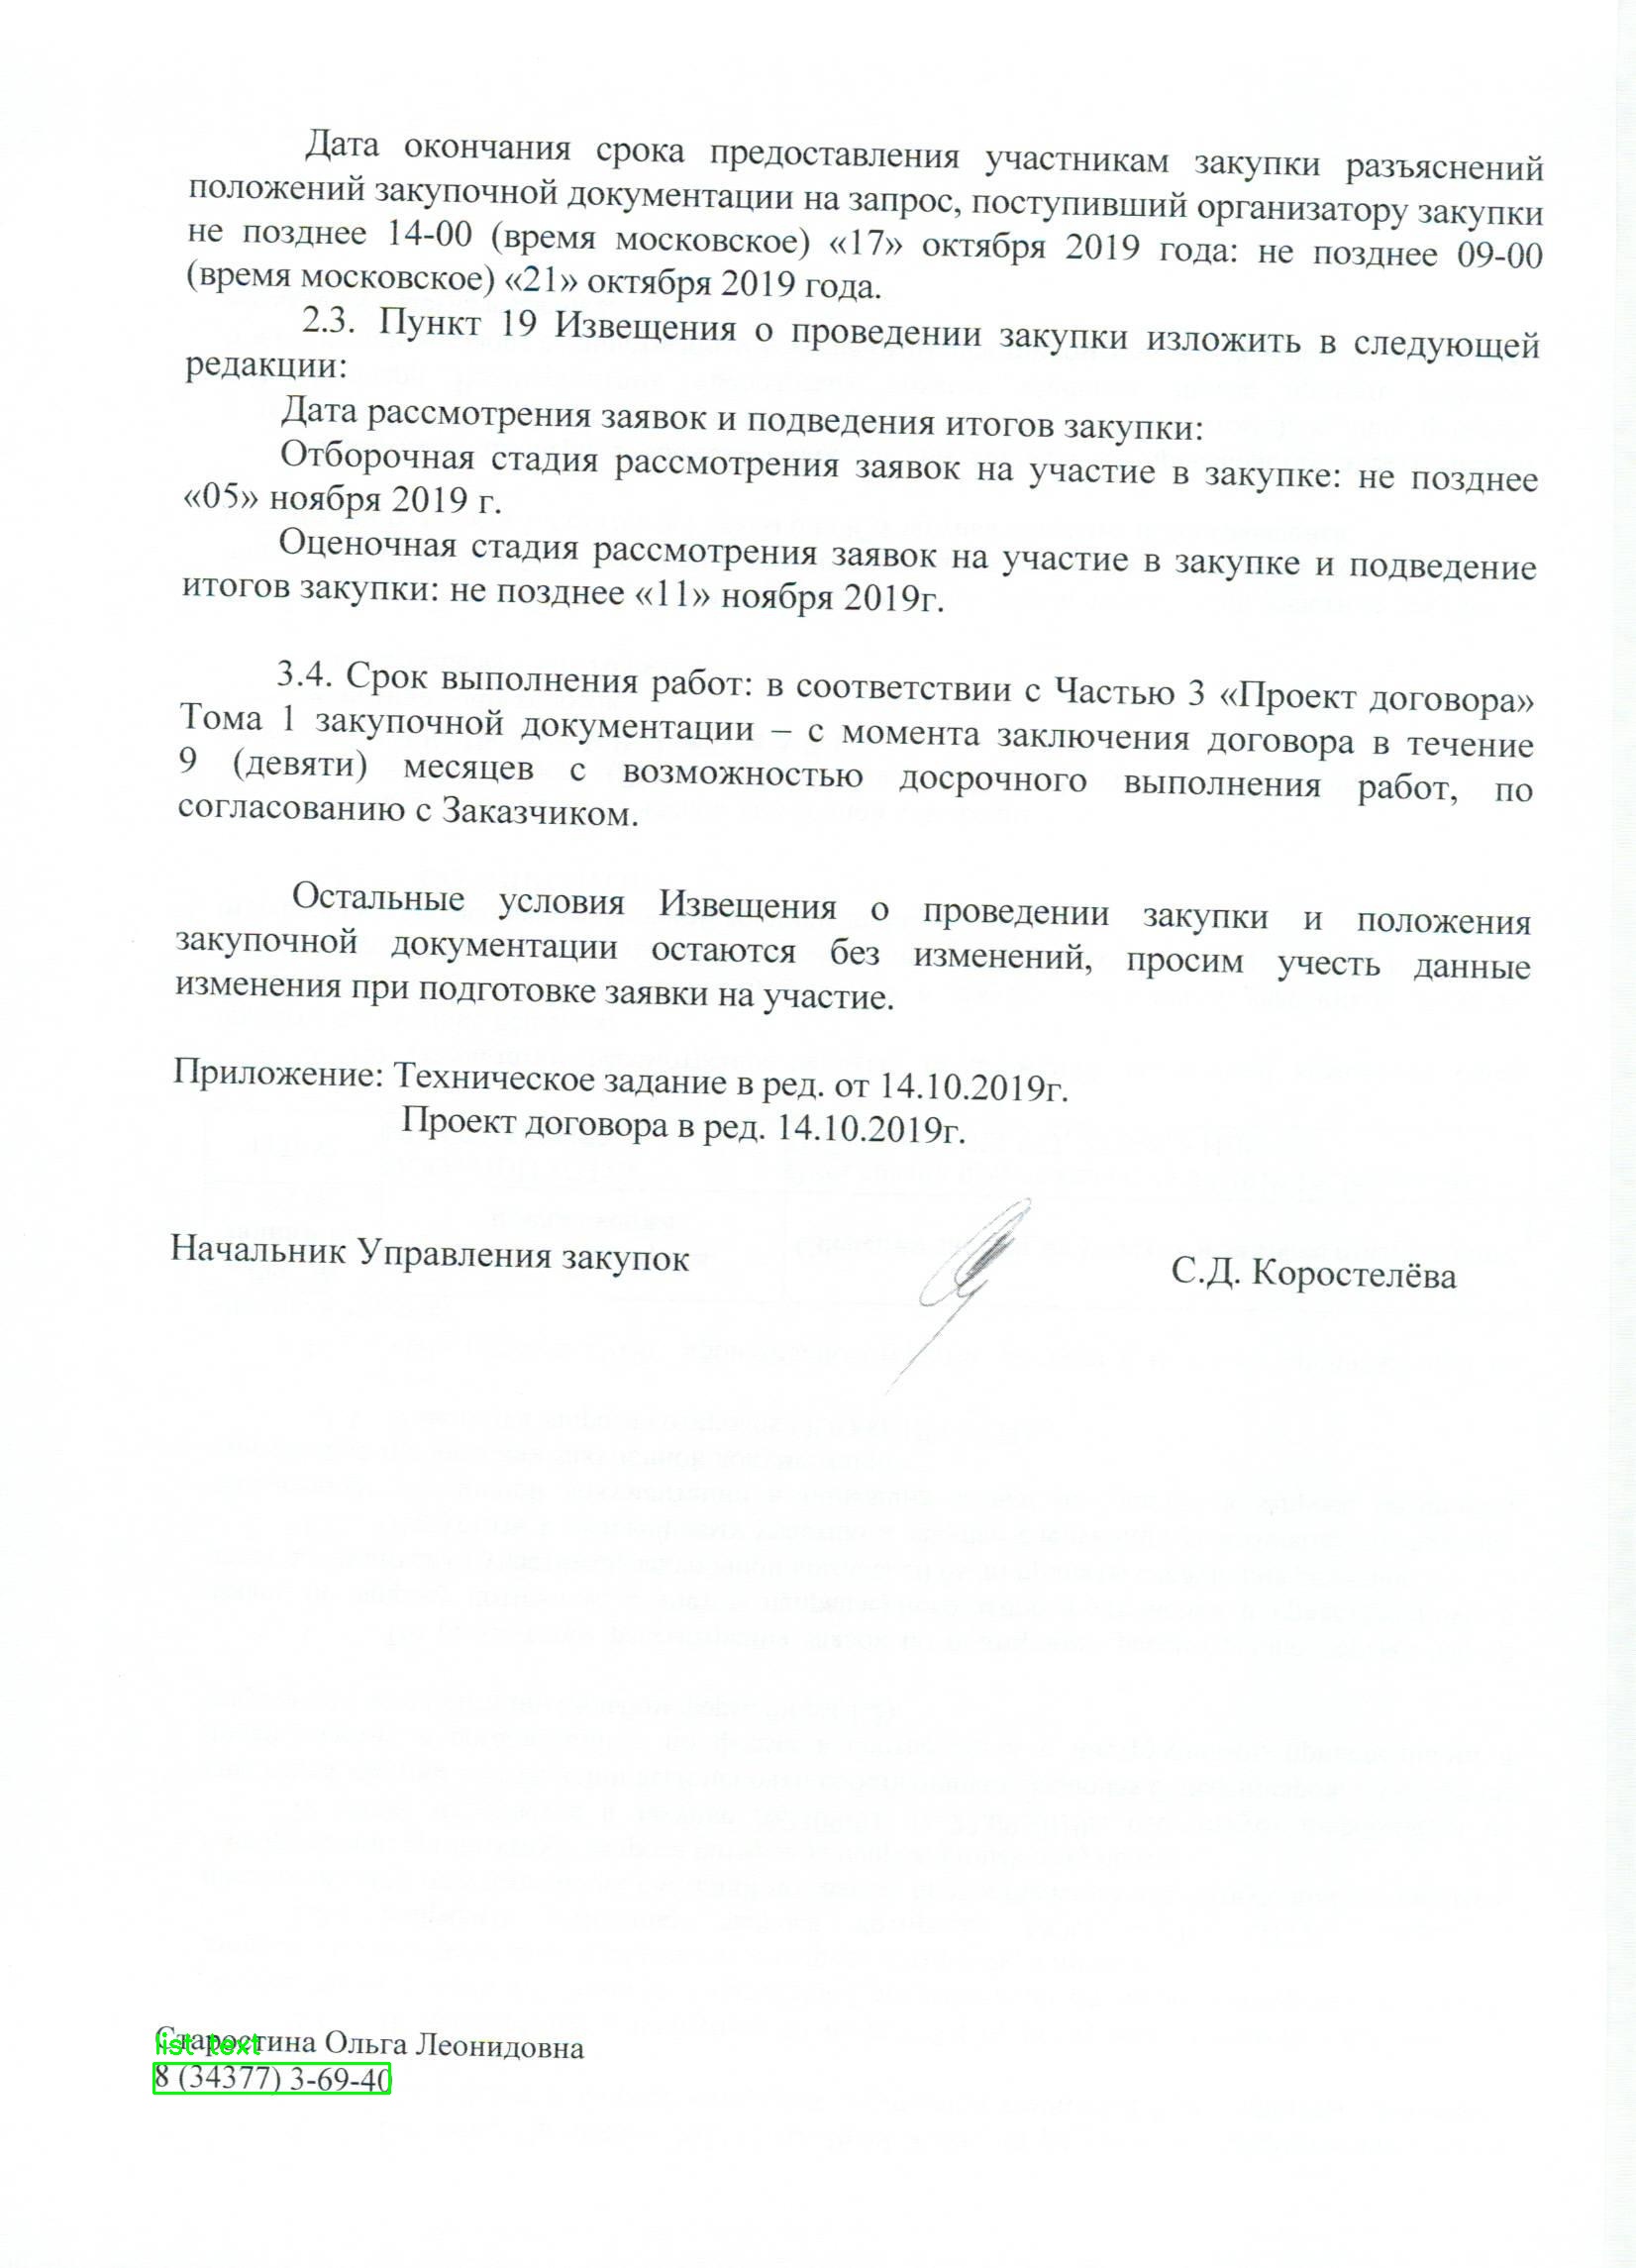 Дата окончания срока предоставления участникам закупки разъяснений
положений закупочной документации на запрос, поступивший организатору закупки
не позднее 14-00 (время московское) «17» октября 2019 года: не позднее 09-00
(время московское) «21» октября 2019 года.
2.3. Пункт 19 Извещения о проведении закупки изложить в следующей
редакции:
Дата рассмотрения заявок и подведения итогов закупки:
Отборочная стадия рассмотрения заявок на участие в закупке: не позднее
«05» ноября 2019 г.
Оценочная стадия рассмотрения заявок на участие в закупке и подведение
итогов закупки: не позднее «11» ноября 2019г.
3.4. Срок выполнения работ: в соответствии с Частью 3 «Проект договора»
Тома 1 закупочной документации – с момента заключения договора в течение
9 (девяти) месяцев с возможностью досрочного выполнения работ, по
согласованию с Заказчиком.
Остальные условия Извещения о проведении закупки и положения
закупочной документации остаются без изменений, просим учесть данные
изменения при подготовке заявки на участие.
Приложение: Техническое задание в ред. от 14.10.2019г.
Проект договора в ред. 14.10.2019г.
Начальник Управления закупок С.Д. Коростелёва
Старостина Ольга Леонидовна
list text
8 (34377) 3-69-40